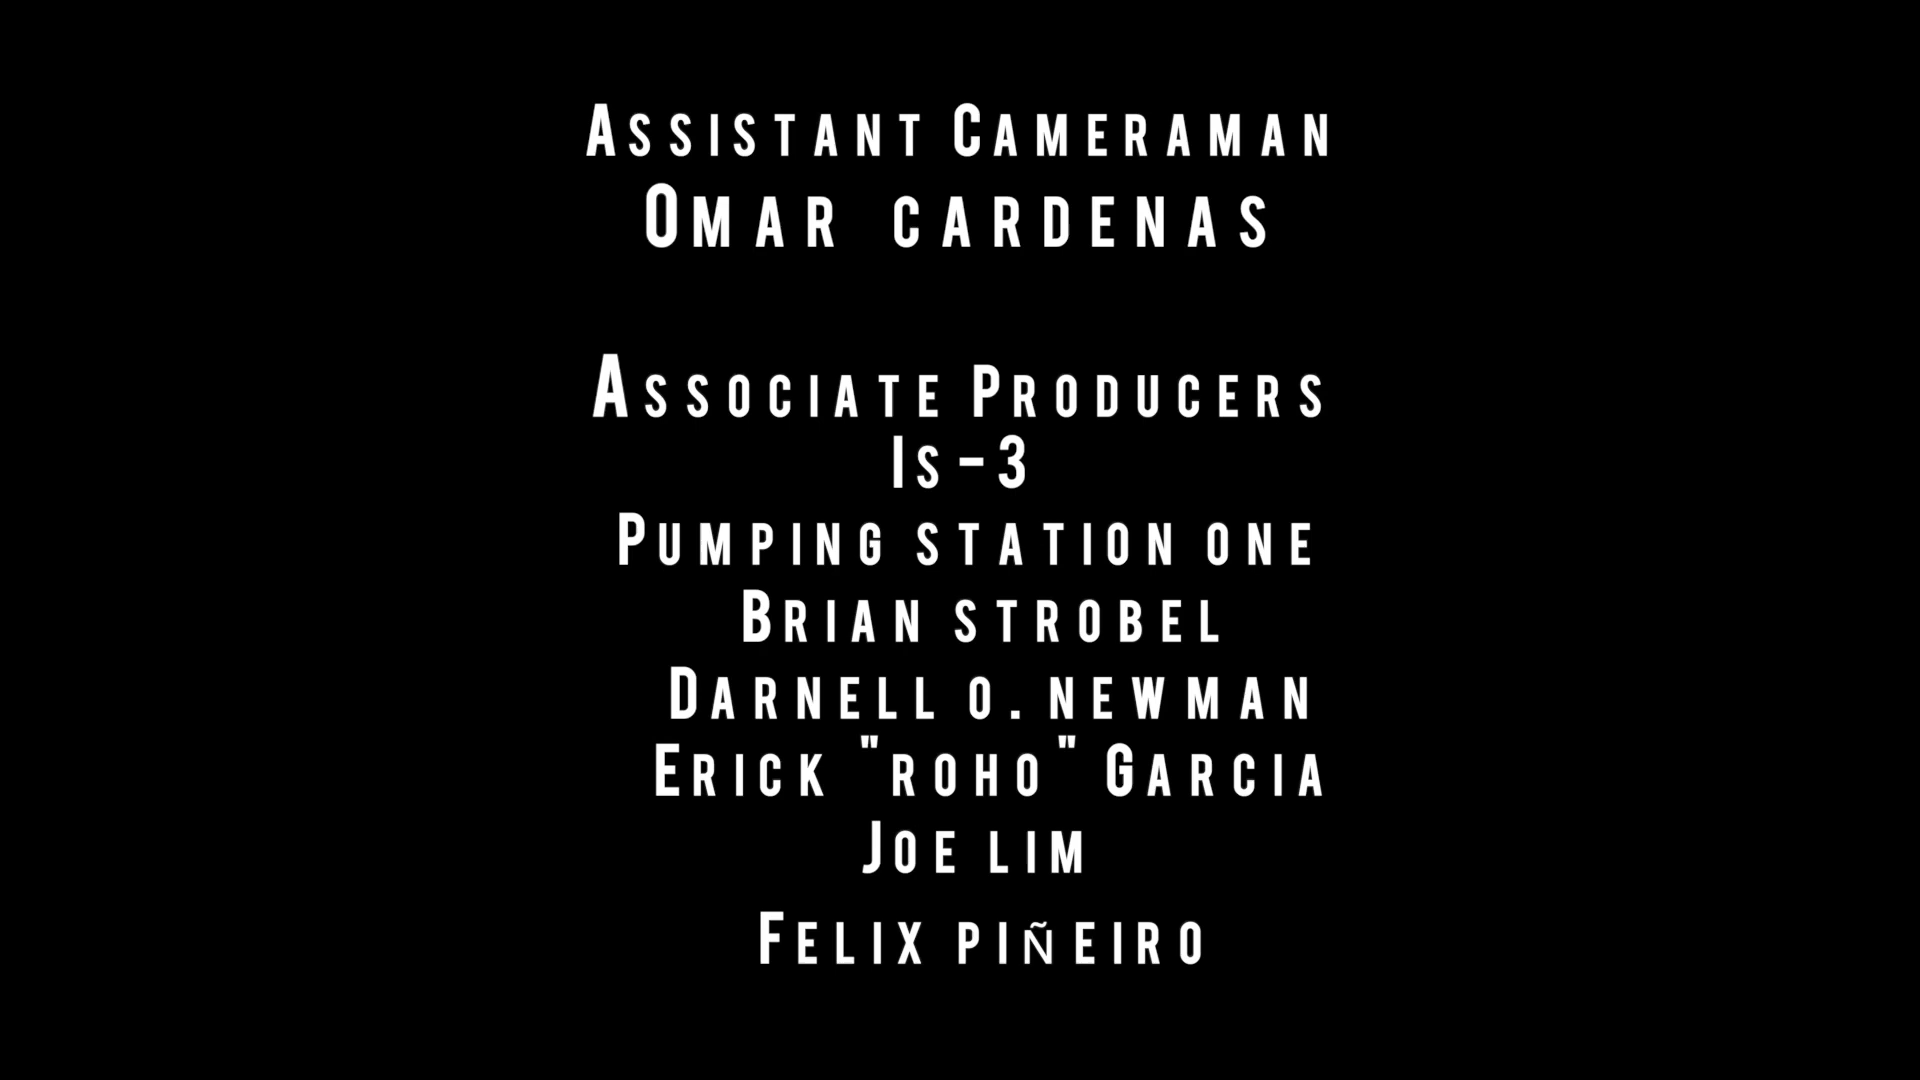 Assistant Cameraman
Omar cardenas
Associate Producers
Is-3
Pumping station one
Brian strobel
Darnell o. newman
Erick "roho" Garcia
Joe lim
Felix piñeiro